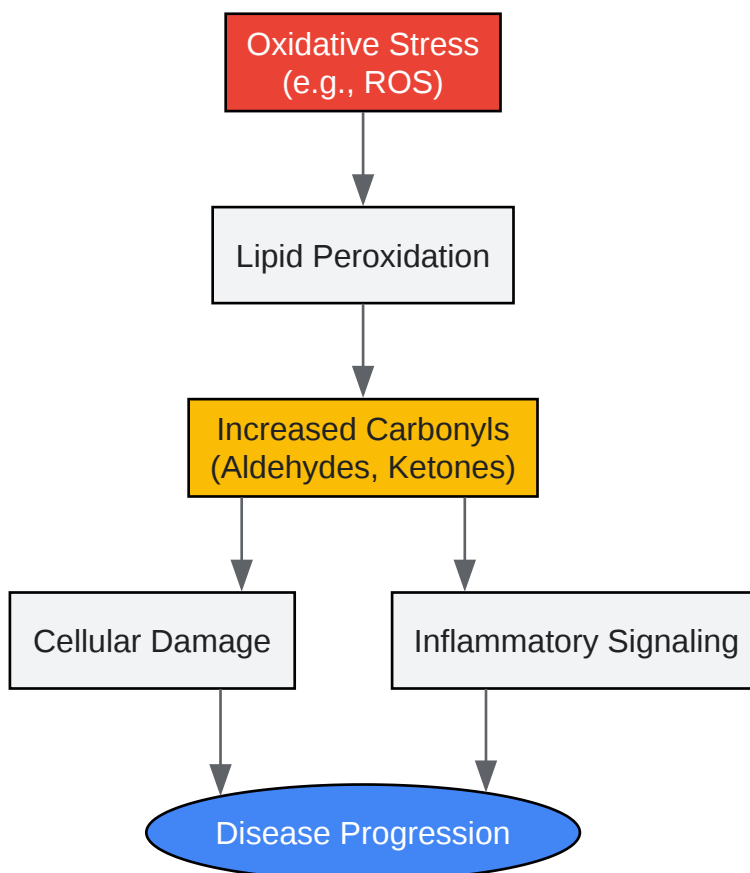 Oxidative Stress
(e.g., ROS)
Lipid Peroxidation
Increased Carbonyls
(Aldehydes, Ketones)
Cellular Damage
Inflammatory Signaling
Disease Progression